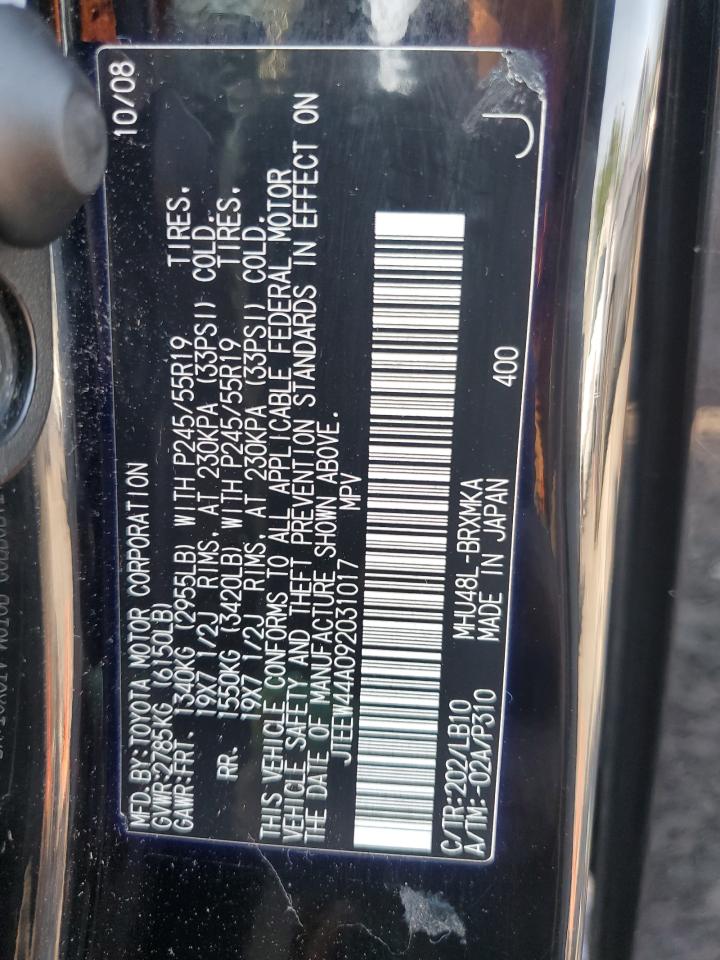 MFD.BY:TOYOTA MOTOR CORPORATION 10/08
GVWR:2785KG (6150LB)
GAWR:FRT. 1340KG (2955LB) WITH P245/55R19 TIRES,
19X7 1/2J RIMS, AT 230KPA (33PSI) COLD.
RR. 1550KG (3420LB) WITH P245/55R19 TIRES,
19X7 1/2J RIMS, AT 230KPA (33PSI) COLD.
THIS VEHICLE CONFORMS TO ALL APPLICABLE FEDERAL MOTOR
VEHICLE SAFETY AND THEFT PREVENTION STANDARDS IN EFFECT ON
THE DATE OF MANUFACTURE SHOWN ABOVE.
JTEEW44A092031017 MPV
C/TR:202/LB10 MHU48L-BRXMKA
A/TM:-02A/P310 MADE IN JAPAN 400
J